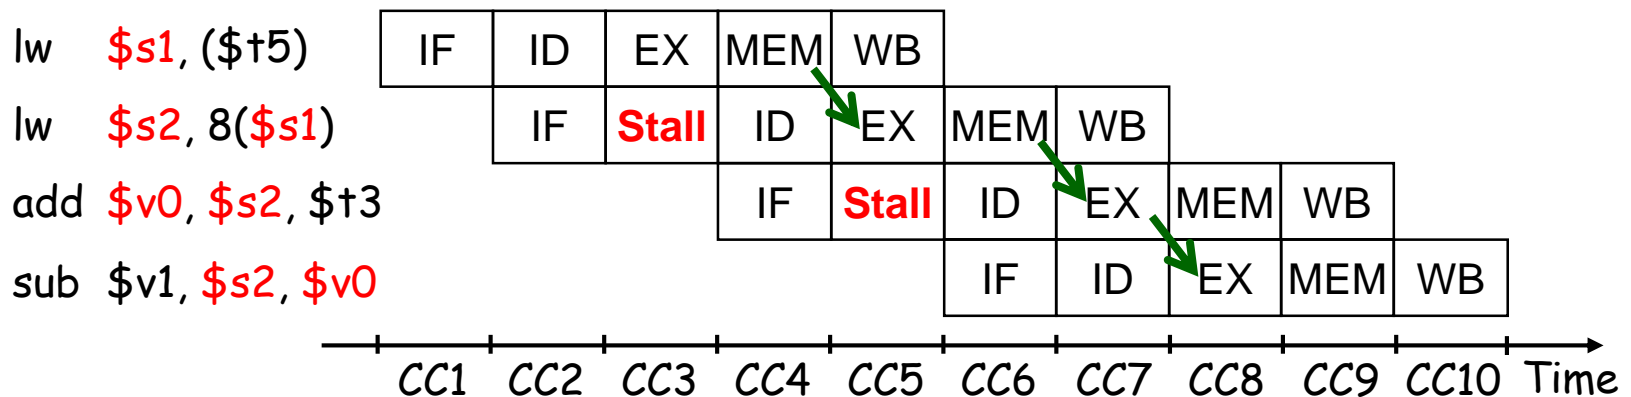 lw $s1, ($t5) IF ID EX MEM WB
lw $s2, 8($s1) IF Stall ID EX MEM WB
add $v0, $s2, $t3 IF Stall ID EX MEM WB
sub $v1, $s2, $v0 IF ID EX MEM WB
CC1 CC2 CC3 CC4 CC5 CC6 CC7 CC8 CC9 CC10 Time